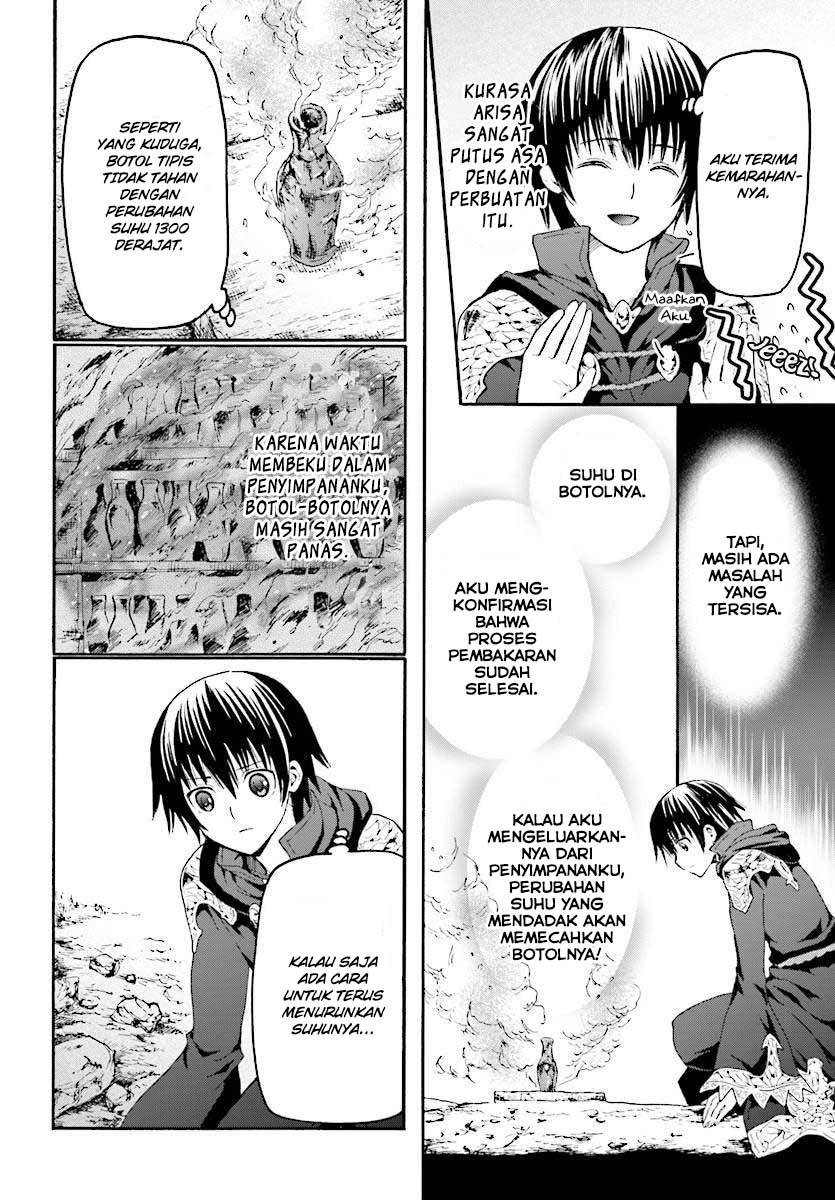 AKU TERIMA
KEMARAHAN-
NYA.
KURASA
ARISA
SANGAT
PUTUS ASA
DENGAN
PERBUATAN
ITU.
Maafkan
Aku
Jeeel..
TAPI,
MASIH ADA
MASALAH
YANG
TERSISA.
SUHU DI
BOTOLNYA.
AKU MENG-
KONFIRMASI
BAHWA
PROSES
PEMBAKARAN
SUDAH
SELESAI.
KALAU AKU
MENGELUARKAN-
NYA DARI
PENYIMPANANKU,
PERUBAHAN
SUHU YANG
MENDADAK AKAN
MEMECAHKAN
BOTOLNYA!
SEPERTI
YANG KUDUGA,
BOTOL TIPIS
TIDAK TAHAN
DENGAN
PERUBAHAN
SUHU 1300
DERAJAT.
KARENA WAKTU
MEMBEKU DALAM
PENYIMPANANKU,
BOTOL-BOTOLNYA
MASIH SANGAT
PANAS.
KALAU SAJA
ADA CARA
UNTUK TERUS
MENURUNKAN
SUHUNYA...